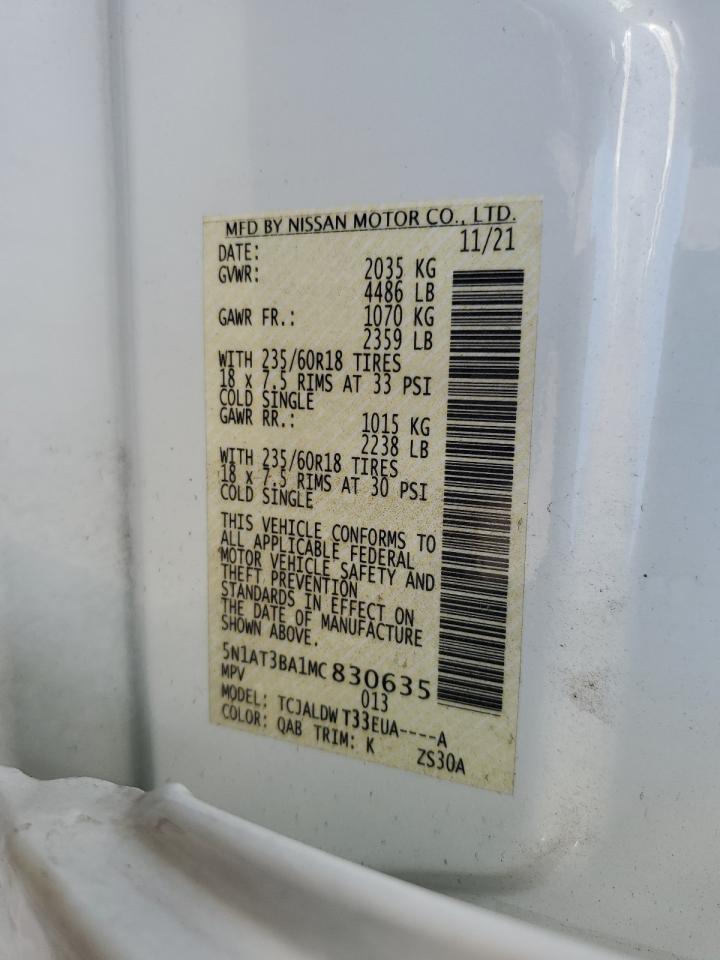 MFD BY NISSAN MOTOR CO., LTD.
DATE: 11/21
GVWR: 2035 KG
4486 LB
GAWR FR.: 1070 KG
2359 LB
WITH 235/60R18 TIRES
18 x 7.5 RIMS AT 33 PSI
COLD SINGLE
GAWR RR.: 1015 KG
2238 LB
WITH 235/60R18 TIRES
18 x 7.5 RIMS AT 30 PSI
COLD SINGLE
THIS VEHICLE CONFORMS TO
ALL APPLICABLE FEDERAL
MOTOR VEHICLE SAFETY AND
THEFT PREVENTION
STANDARDS IN EFFECT ON
THE DATE OF MANUFACTURE
SHOWN ABOVE.
5N1AT3BA1MC830635
MPV 013
MODEL: TCJALDW T33EUA----A
COLOR: QAB TRIM: K ZS30A